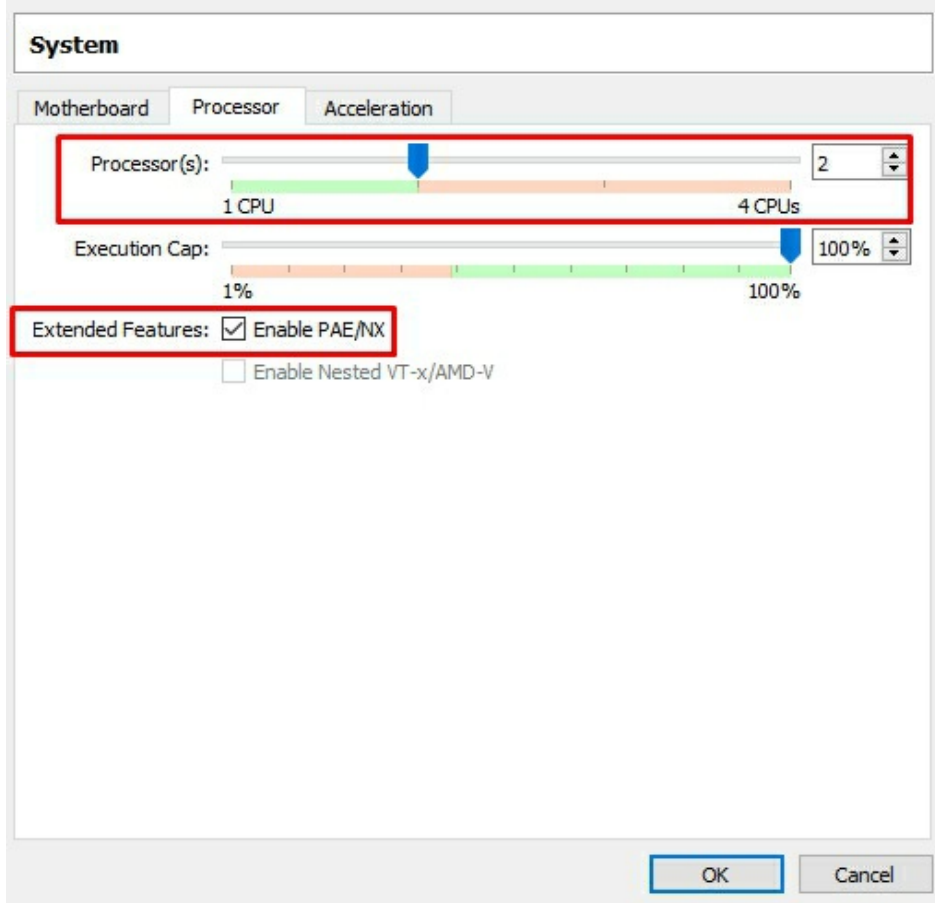 System
Motherboard Processor Acceleration
Processor(s): 2
1 CPU 4 CPUs
Execution Cap: 100%
1% 100%
Extended Features: Enable PAE/NX
Enable Nested VT-x/AMD-V
OK Cancel